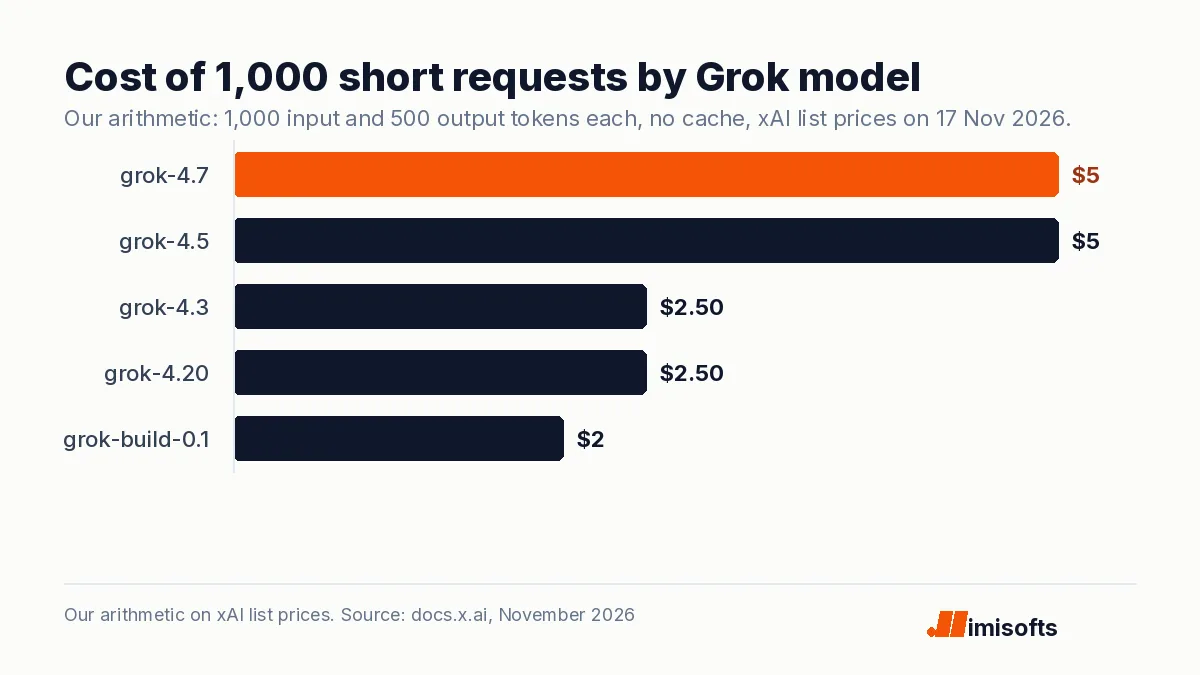 Cost of 1,000 short requests by Grok model
Our arithmetic: 1,000 input and 500 output tokens each, no cache, xAI list prices on 17 Nov 2026.
grok-4.7 $5
grok-4.5 $5
grok-4.3 $2.50
grok-4.20 $2.50
grok-build-0.1 $2
Our arithmetic on xAI list prices. Source: docs.x.ai, November 2026
imisofts